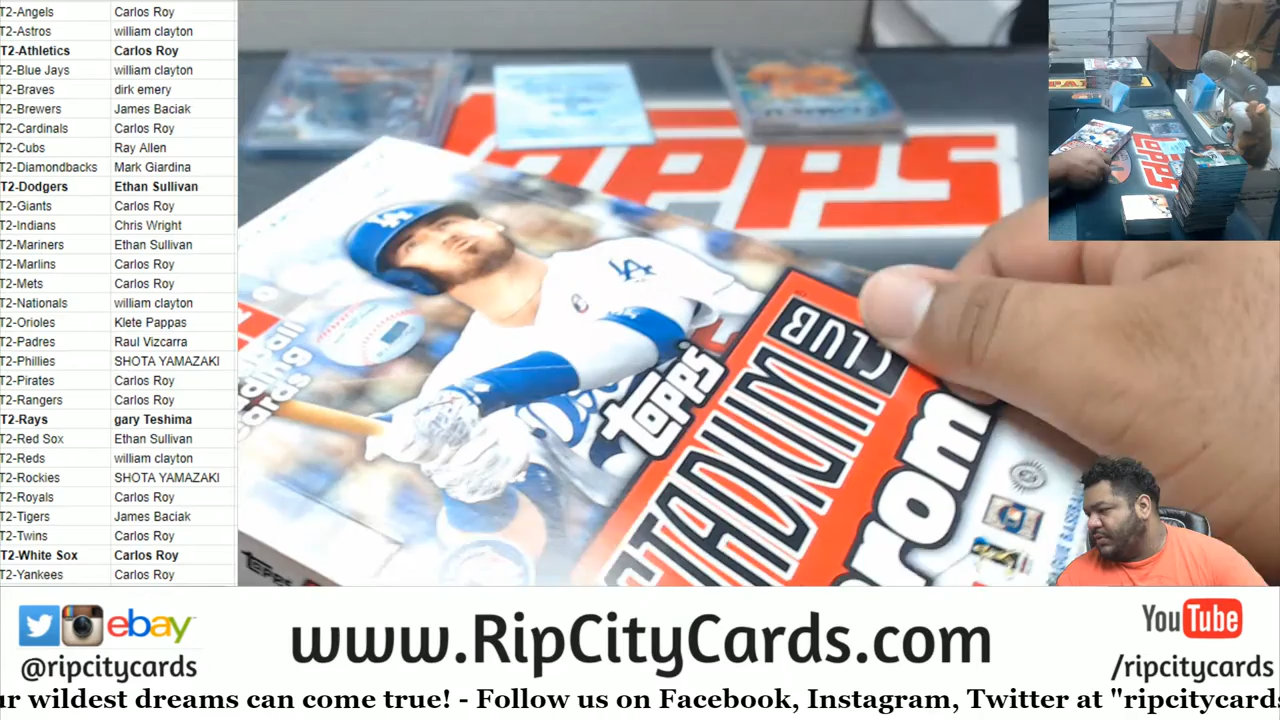 T2-Angels Carlos Roy
T2-Astros william clayton
T2-Athletics Carlos Roy
T2-Blue Jays william clayton
T2-Braves dirk emery
T2-Brewers James Baciak
T2-Cardinals Carlos Roy
T2-Cubs Ray Allen
T2-Diamondbacks Mark Giardina
T2-Dodgers Ethan Sullivan
T2-Giants Carlos Roy
T2-Indians Chris Wright
T2-Mariners Ethan Sullivan
T2-Marlins Carlos Roy
T2-Mets Carlos Roy
T2-Nationals william clayton
T2-Orioles Klete Pappas
T2-Padres Raul Vizcarra
T2-Phillies SHOTA YAMAZAKI
T2-Pirates Carlos Roy
T2-Rangers Carlos Roy
T2-Rays gary Teshima
T2-Red Sox Ethan Sullivan
T2-Reds william clayton
T2-Rockies SHOTA YAMAZAKI
T2-Royals Carlos Roy
T2-Tigers James Baciak
T2-Twins Carlos Roy
T2-White Sox Carlos Roy
T2-Yankees Carlos Roy
TOPPS
LA
LA
Topps
STADIUM
CLUB
rom
cards
Topps
ebay
@ripcitycards
www.RipCityCards.com
YouTube
/ripcitycards
ur wildest dreams can come true! - Follow us on Facebook, Instagram, Twitter at "ripcitycards